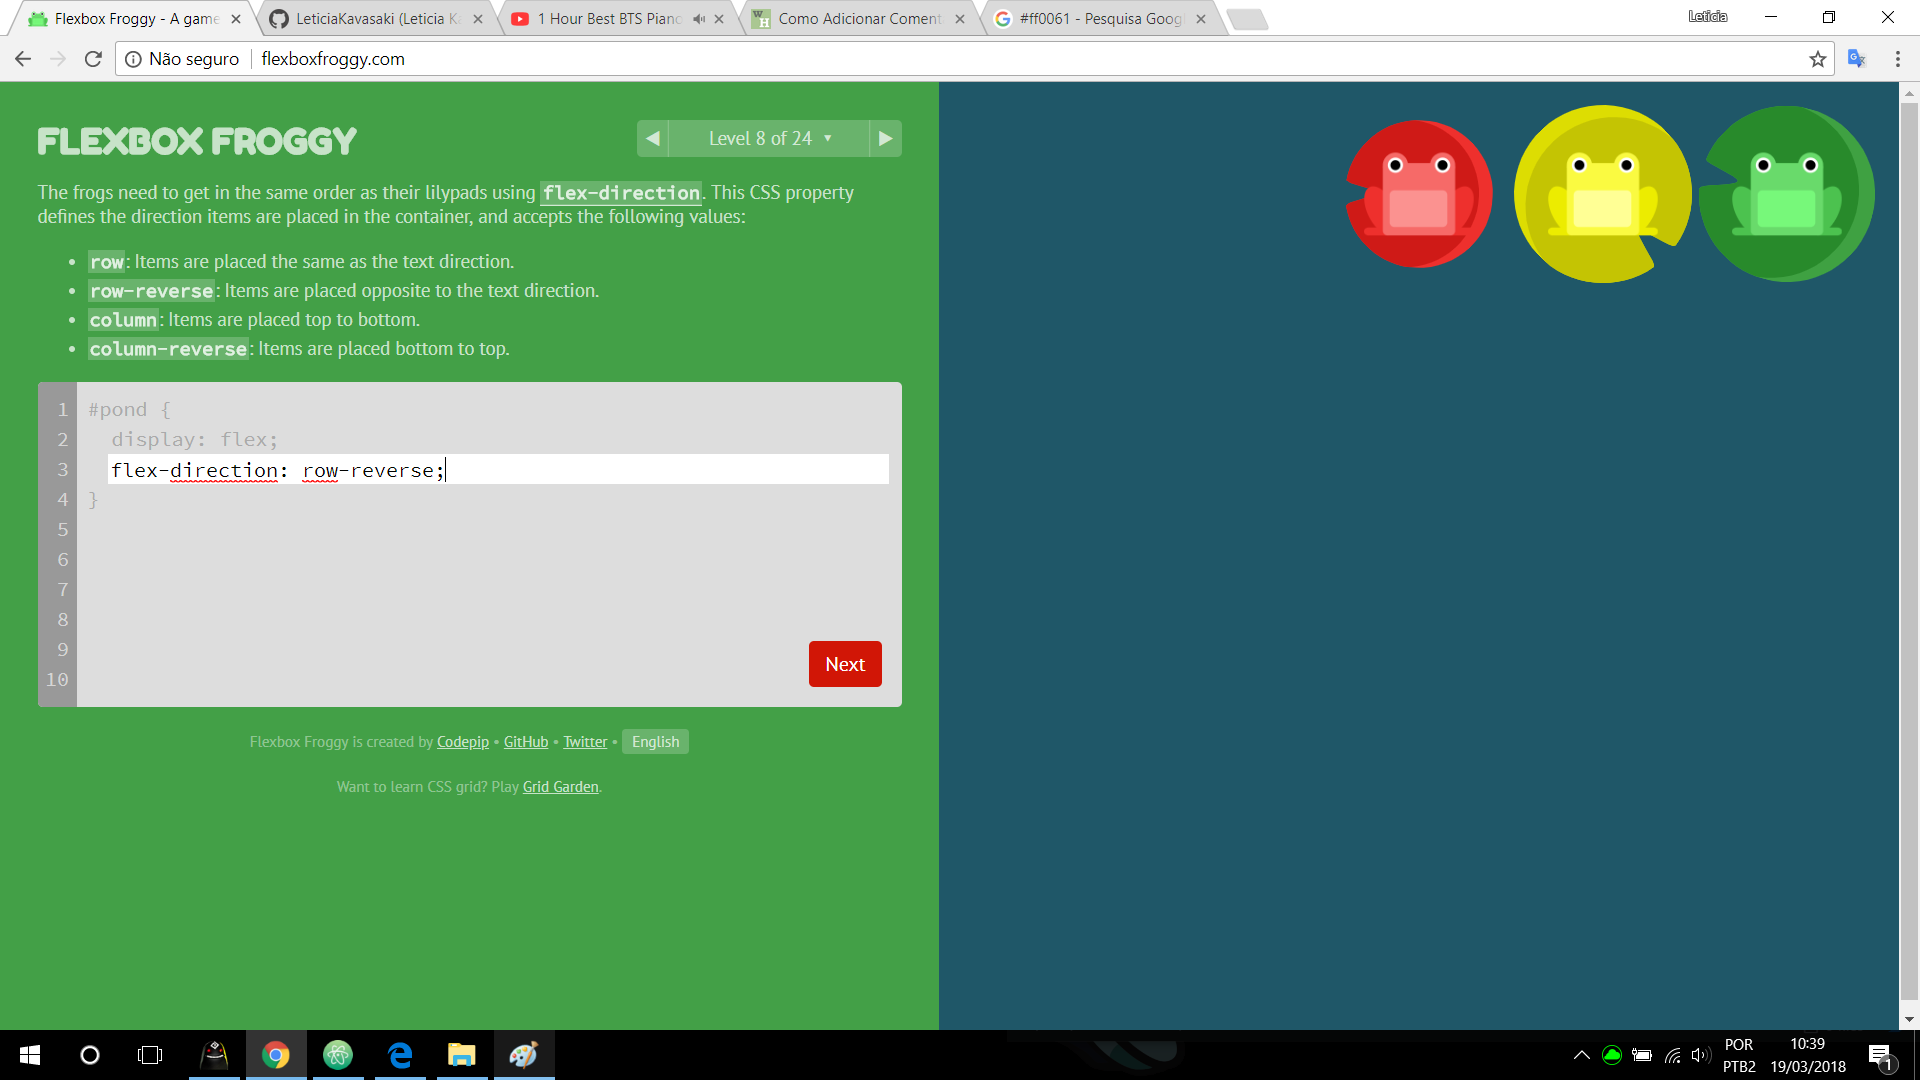 Flexbox Froggy - A game
LeticiaKavasaki (Leticia K
1 Hour Best BTS Piano
Como Adicionar Coment
#ff0061 - Pesquisa Goog
Leticia
Não seguro
flexboxfroggy.com
FLEXBOX FROGGY
Level 8 of 24
The frogs need to get in the same order as their lilypads using flex-direction. This CSS property
defines the direction items are placed in the container, and accepts the following values:
• row: Items are placed the same as the text direction.
• row-reverse: Items are placed opposite to the text direction.
• column: Items are placed top to bottom.
• column-reverse: Items are placed bottom to top.
1 #pond {
2 display: flex;
3 flex-direction: row-reverse;
4 }
5
6
7
8
9
10
Next
Flexbox Froggy is created by Codepip • GitHub • Twitter • English
Want to learn CSS grid? Play Grid Garden.
POR
PTB2
10:39
19/03/2018
1